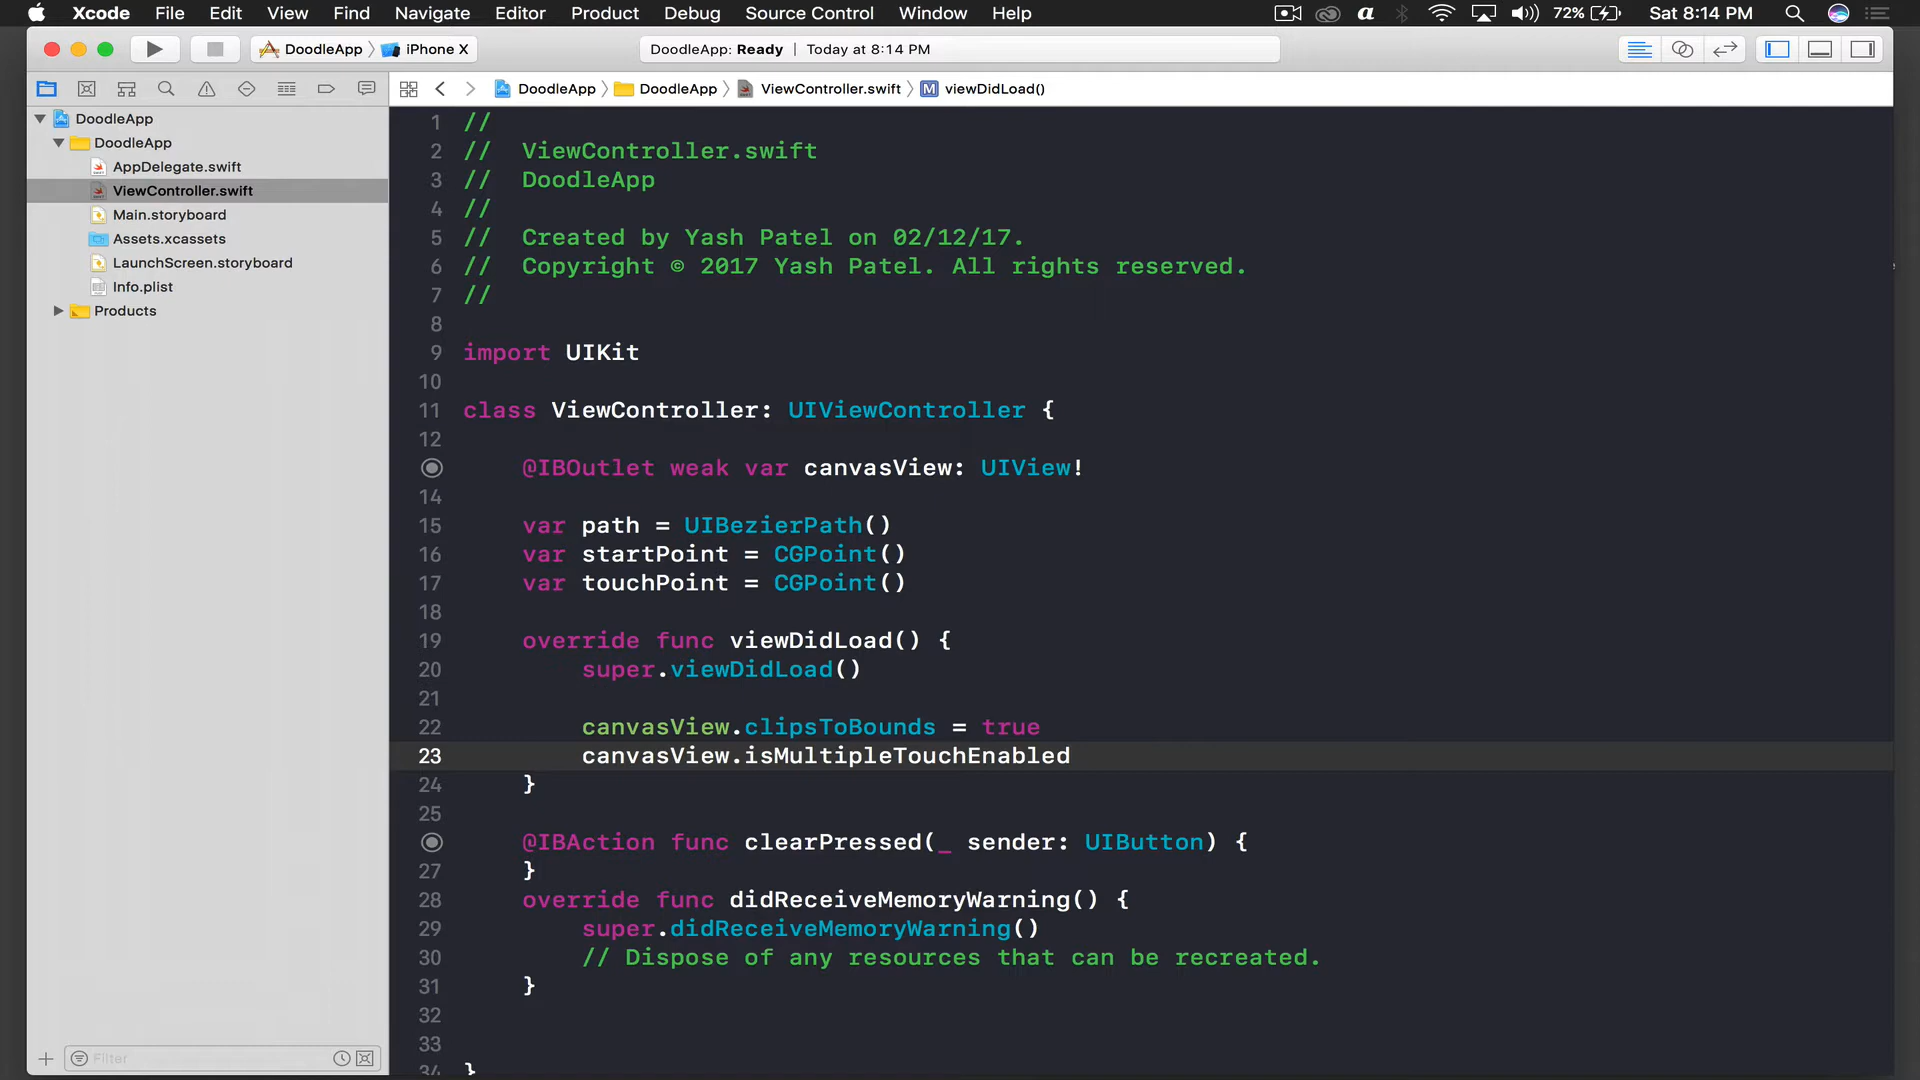 Xcode File Edit View Find Navigate Editor Product Debug Source Control Window Help 72% Sat 8:14 PM
DoodleApp iPhone X DoodleApp: Ready | Today at 8:14 PM
DoodleApp DoodleApp ViewController.swift M viewDidLoad()
DoodleApp
DoodleApp
AppDelegate.swift
ViewController.swift
Main.storyboard
Assets.xcassets
LaunchScreen.storyboard
Info.plist
Products
Filter
1 //
2 // ViewController.swift
3 // DoodleApp
4 //
5 // Created by Yash Patel on 02/12/17.
6 // Copyright © 2017 Yash Patel. All rights reserved.
7 //
8
9 import UIKit
10
11 class ViewController: UIViewController {
12
@IBOutlet weak var canvasView: UIView!
14
15 var path = UIBezierPath()
16 var startPoint = CGPoint()
17 var touchPoint = CGPoint()
18
19 override func viewDidLoad() {
20 super.viewDidLoad()
21
22 canvasView.clipsToBounds = true
23 canvasView.isMultipleTouchEnabled
24 }
25
@IBAction func clearPressed(_ sender: UIButton) {
27 }
28 override func didReceiveMemoryWarning() {
29 super.didReceiveMemoryWarning()
30 // Dispose of any resources that can be recreated.
31 }
32
33
34 }